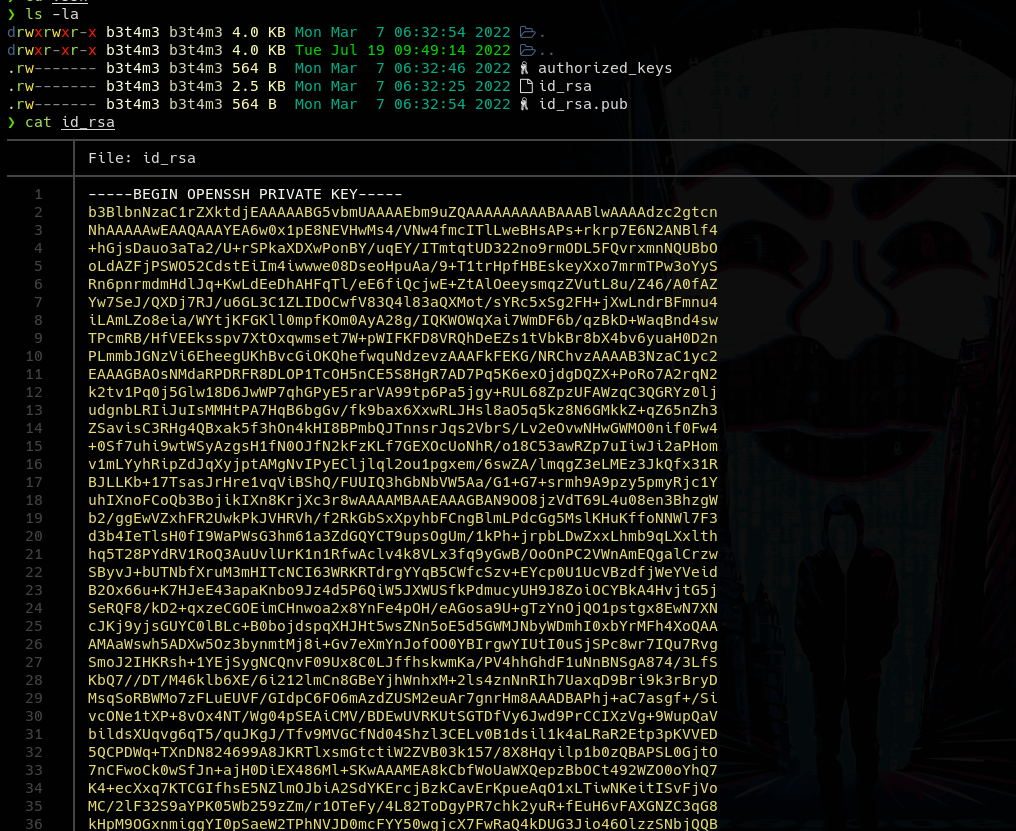 ❯ ls -la
drwxrwxr-x b3t4m3 b3t4m3 4.0 KB Mon Mar  7 06:32:54 2022 .
drwxr-xr-x b3t4m3 b3t4m3 4.0 KB Tue Jul 19 09:49:14 2022 ..
.rw------- b3t4m3 b3t4m3 564 B  Mon Mar  7 06:32:46 2022 authorized_keys
.rw------- b3t4m3 b3t4m3 2.5 KB Mon Mar  7 06:32:25 2022 id_rsa
.rw------- b3t4m3 b3t4m3 564 B  Mon Mar  7 06:32:54 2022 id_rsa.pub
❯ cat id_rsa
File: id_rsa
1 -----BEGIN OPENSSH PRIVATE KEY-----
2 b3BlbnNzaC1rZXktdjEAAAAABG5vbmUAAAAEbm9uZQAAAAAAAAABAAABlwAAAAdzc2gtcn
3 NhAAAAAwEAAQAAAYEA6w0x1pE8NEVHwMs4/VNw4fmcITlLweBHsAPs+rkrp7E6N2ANBlf4
4 +hGjsDauo3aTa2/U+rSPkaXDXwPonBY/uqEY/ITmtqtUD322no9rmODL5FQvrxmnNQUBbO
5 oLdAZFjPSWO52CdstEiIm4iwwwe08DseoHpuAa/9+T1trHpfHBEskeyXxo7mrmTPw3oYyS
6 Rn6pnrmdmHdlJq+KwLdEeDhAHFqTl/eE6fiQcjwE+ZtAlOeeysmqzZVutL8u/Z46/A0fAZ
7 Yw7SeJ/QXDj7RJ/u6GL3C1ZLIDOCwfV83Q4l83aQXMot/sYRc5xSg2FH+jXwLndrBFmnu4
8 iLAmLZo8eia/WYtjKFGKll0mpfKOm0AyA28g/IQKWOWqXai7WmDF6b/qzBkD+WaqBnd4sw
9 TPcmRB/HfVEEksspv7XtOxqwmset7W+pWIFKFD8VRQhDeEZs1tVbkBr8bX4bv6yuaH0D2n
10 PLmmbJGNzVi6EheegUKhBvcGiOKQhefwquNdzevzAAAFkFEKG/NRChvzAAAAB3NzaC1yc2
11 EAAAGBAOsNMdaRPDRFR8DLOP1TcOH5nCE5S8HgR7AD7Pq5K6exOjdgDQZX+PoRo7A2rqN2
12 k2tv1Pq0j5Glw18D6JwWP7qhGPyE5rarVA99tp6Pa5jgy+RUL68ZpzUFAWzqC3QGRYz0lj
13 udgnbLRIiJuIsMMHtPA7HqB6bgGv/fk9bax6XxwRLJHsl8aO5q5kz8N6GMkkZ+qZ65nZh3
14 ZSavisC3RHg4QBxak5f3hOn4kHI8BPmbQJTnnsrJqs2VbrS/Lv2eOvwNHwGWMO0nif0Fw4
15 +0Sf7uhi9wtWSyAzgsH1fN0OJfN2kFzKLf7GEXOcUoNhR/o18C53awRZp7uIiwJi2aPHom
16 v1mLYyhRipZdJqXyjptAMgNvIPyECljlql2ou1pgxem/6swZA/lmqgZ3eLMEz3JkQfx31R
17 BJLLKb+17TsasJrHre1vqViBShQ/FUUIQ3hGbNbVW5Aa/G1+G7+srmh9A9pzy5pmyRjc1Y
18 uhIXnoFCoQb3BojikIXn8KrjXc3r8wAAAAMBAAEAAAGBAN9OO8jzVdT69L4u08en3BhzgW
19 b2/ggEwVZxhFR2UwkPkJVHRVh/f2RkGbSxXpyhbFCngBlmLPdcGg5MslKHuKffoNNWl7F3
20 d3b4IeTlsH0fI9WaPWsG3hm61a3ZdGQYCT9upsOgUm/1kPh+jrpbLDwZxxLhmb9qLXxlth
21 hq5T28PYdRV1RoQ3AuUvlUrK1n1RfwAclv4k8VLx3fq9yGwB/OoOnPC2VWnAmEQgalCrzw
22 SByvJ+bUTNbfXruM3mHITcNCI63WRKRTdrgYYqB5CWfcSzv+EYcp0U1UcVBzdfjWeYVeid
23 B2Ox66u+K7HJeE43apaKnbo9Jz4d5P6QiW5JXWUSfkPdmucyUH9J8ZoiOCYBkA4HvjtG5j
24 SeRQF8/kD2+qxzeCGOEimCHnwoa2x8YnFe4pOH/eAGosa9U+gTzYnOjQO1pstgx8EwN7XN
25 cJKj9yjsGUYC0lBLc+B0bojdspqXHJHt5wsZNn5oE5d5GWMJNbyWDmhI0xbYrMFh4XoQAA
26 AMAaWswh5ADXw5Oz3bynmtMj8i+Gv7eXmYnJofOO0YBIrgwYIUtI0uSjSPc8wr7IQu7Rvg
27 SmoJ2IHKRsh+1YEjSygNCQnvF09Ux8C0LJffhskwmKa/PV4hhGhdF1uNnBNSgA874/3LfS
28 KbQ7//DT/M46klb6XE/6i212lmCn8GBeYjhWnhxM+2ls4znNnRIh7UaxqD9Bri9k3rBryD
29 MsqSoRBWMo7zFLuEUVF/GIdpC6FO6mAzdZUSM2euAr7gnrHm8AAADBAPhj+aC7asgf+/Si
30 vcONe1tXP+8vOx4NT/Wg04pSEAiCMV/BDEwUVRKUtSGTDfVy6Jwd9PrCCIXzVg+9WupQaV
31 bildsXUqvg6qT5/quJKgJ/Tfv9MVGCfNd04Shzl3CELv0B1dsil1k4aLRaR2Etp3pKVVED
32 5QCPDWq+TXnDN824699A8JKRTlxsmGtctiW2ZVB03k157/8X8Hqyilp1b0zQBAPSL0GjtO
33 7nCFwoCk0wSfJn+ajH0DiEX486Ml+SKwAAAMEA8kCbfWoUaWXQepzBbOCt492WZO0oYhQ7
34 K4+ecXxq7KTCGIfhsE5NZlmOJbiA2SdYKErcjBzkCavErKpueAqO1xLTiwNKeitISvFjVo
35 MC/2lF32S9aYPK05Wb259zZm/r1OTeFy/4L82ToDgyPR7chk2yuR+fEuH6vFAXGNZC3qG8
36 kHpM9OGxnmiggYI0pSaeW2TPhNVJD0mcFYY50wgjcX7FwRaQ4kDUG3Jio46OlzzSNbjQQB